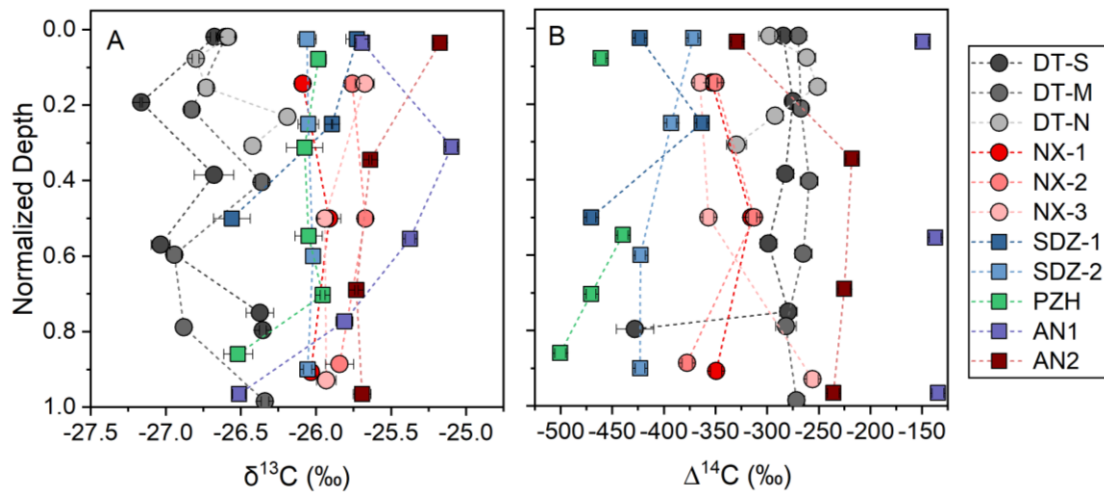 A
B
Normalized Depth
0.0
0.2
0.4
0.6
0.8
1.0
-27.5 -27.0 -26.5 -26.0 -25.5 -25.0
δ¹³C (‰)
-500 -450 -400 -350 -300 -250 -200 -150
Δ¹⁴C (‰)
DT-S
DT-M
DT-N
NX-1
NX-2
NX-3
SDZ-1
SDZ-2
PZH
AN1
AN2